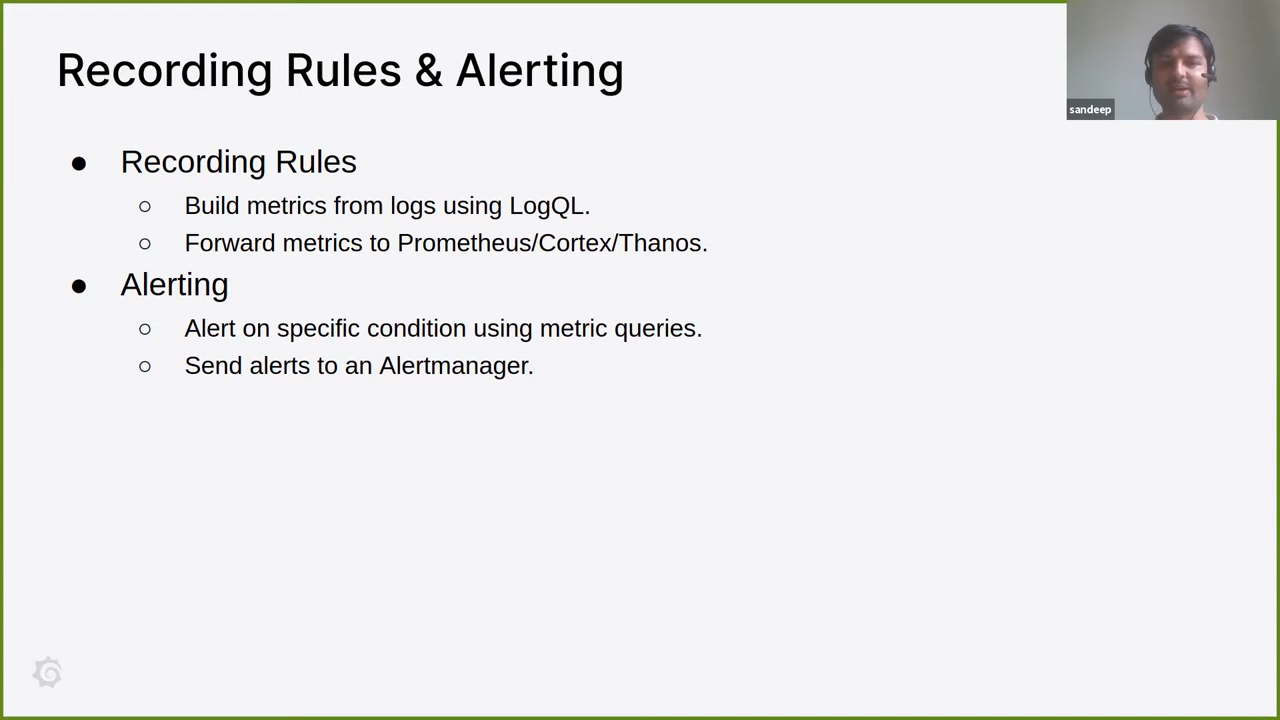 Recording Rules & Alerting
sandeep
● Recording Rules
○ Build metrics from logs using LogQL.
○ Forward metrics to Prometheus/Cortex/Thanos.
● Alerting
○ Alert on specific condition using metric queries.
○ Send alerts to an Alertmanager.